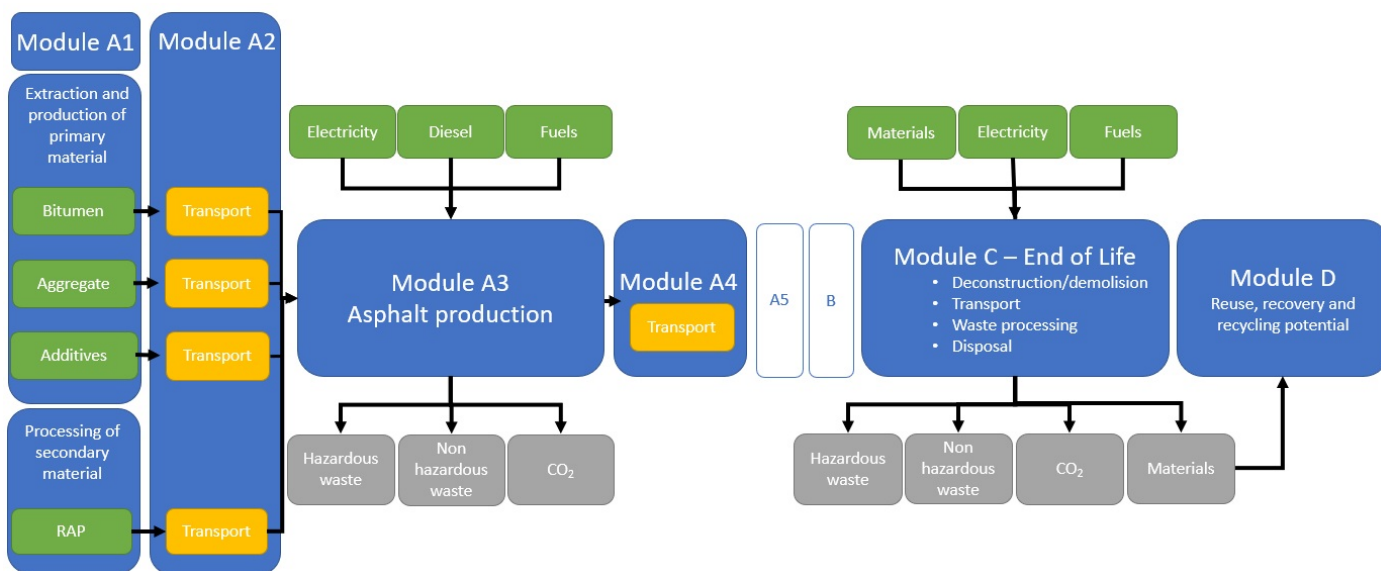 Module A1
Extraction and
production of
primary
material
Bitumen
Aggregate
Additives
Processing of
secondary
material
RAP
Module A2
Transport
Transport
Transport
Transport
Electricity
Diesel
Fuels
Module A3
Asphalt production
Hazardous
waste
Non
hazardous
waste
CO₂
Module A4
Transport
A5
B
Materials
Electricity
Fuels
Module C – End of Life
• Deconstruction/demolision
• Transport
• Waste processing
• Disposal
Hazardous
waste
Non
hazardous
waste
CO₂
Materials
Module D
Reuse, recovery and
recycling potential